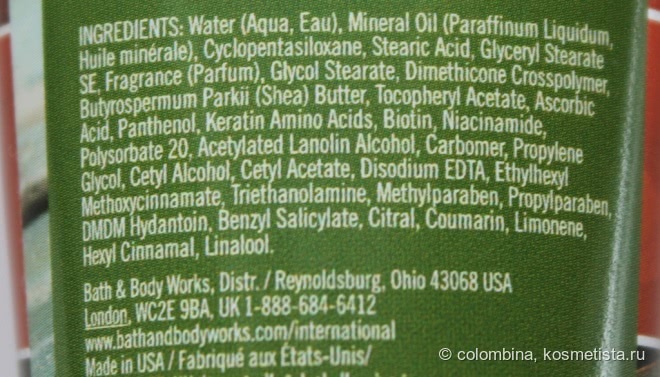 INGREDIENTS: Water (Aqua, Eau), Mineral Oil (Paraffinum Liquidum,
Huile minérale), Cyclopentasiloxane, Stearic Acid, Glyceryl Stearate
SE, Fragrance (Parfum), Glycol Stearate, Dimethicone Crosspolymer,
Butyrospermum Parkii (Shea) Butter, Tocopheryl Acetate, Ascorbic
Acid, Panthenol, Keratin Amino Acids, Biotin, Niacinamide,
Polysorbate 20, Acetylated Lanolin Alcohol, Carbomer, Propylene
Glycol, Cetyl Alcohol, Cetyl Acetate, Disodium EDTA, Ethylhexyl
Methoxycinnamate, Triethanolamine, Methylparaben, Propylparaben,
DMDM Hydantoin, Benzyl Salicylate, Citral, Coumarin, Limonene,
Hexyl Cinnamal, Linalool.
Bath & Body Works, Distr. / Reynoldsburg, Ohio 43068 USA
London, WC2E 9BA, UK 1-888-684-6412
www.bathandbodyworks.com/international
Made in USA / Fabriqué aux États-Unis/
© colombina, kosmetista.ru